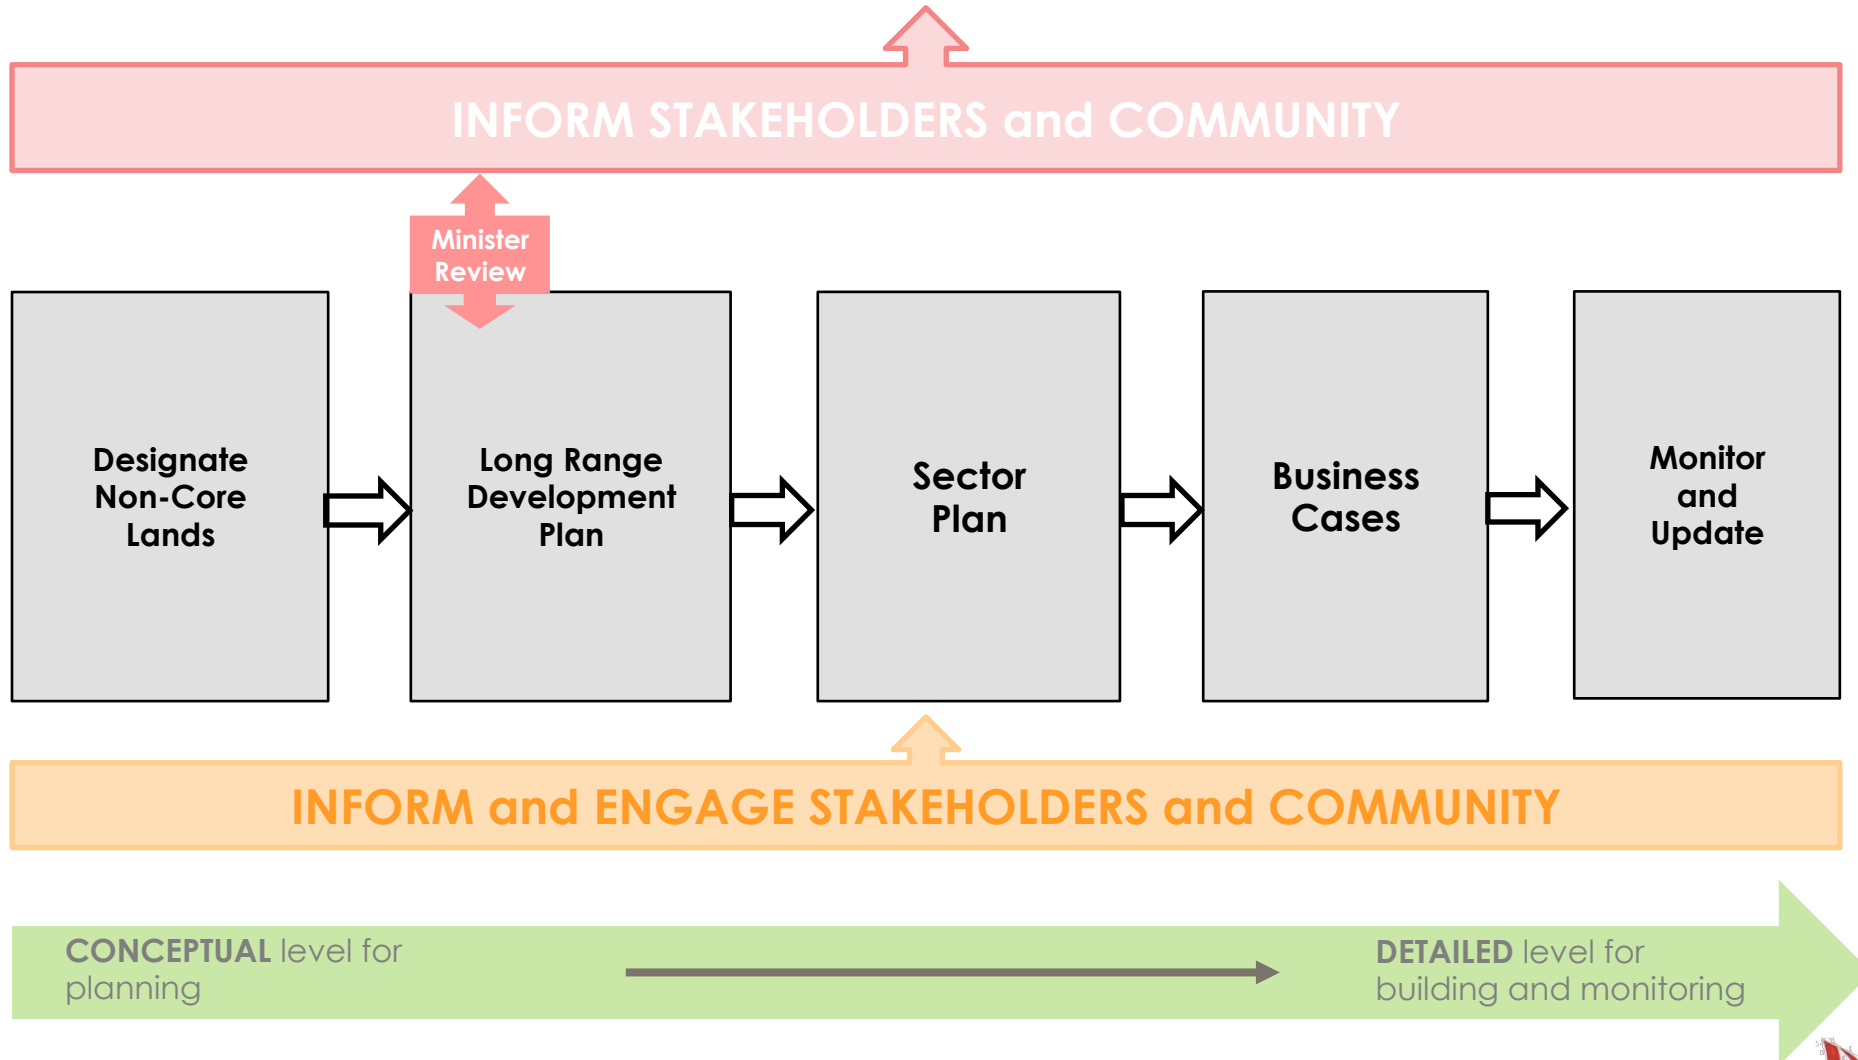 INFORM STAKEHOLDERS and COMMUNITY
Minister
Review
Designate
Non-Core
Lands
Long Range
Development
Plan
Sector
Plan
Business
Cases
Monitor
and
Update
INFORM and ENGAGE STAKEHOLDERS and COMMUNITY
CONCEPTUAL level for
planning
DETAILED level for
building and monitoring